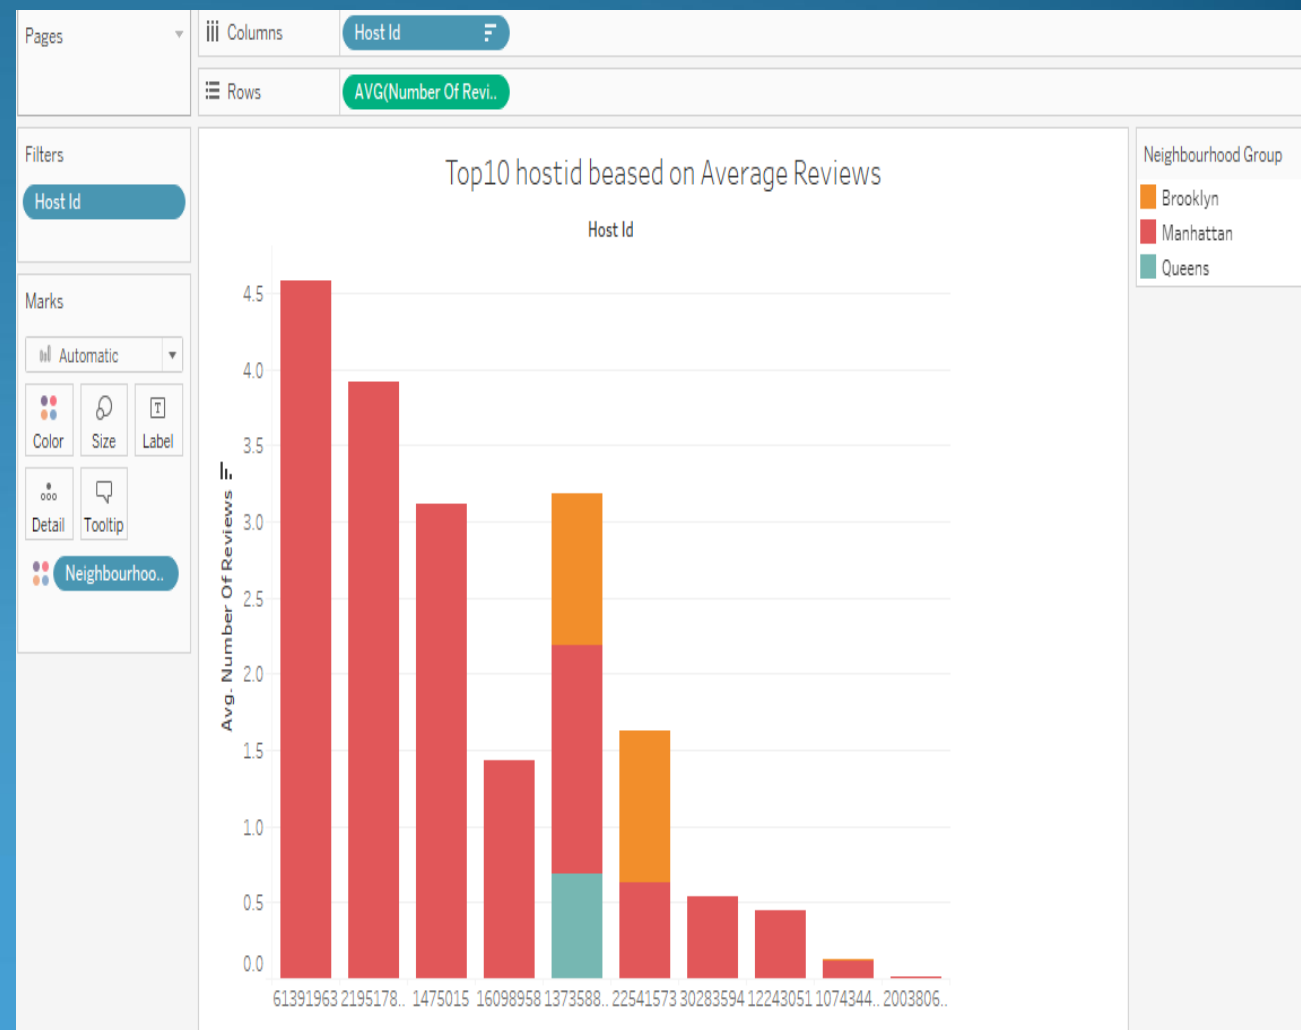 Pages
Columns
Host Id
Rows
AVG(Number Of Revi..
Filters
Host Id
Marks
Automatic
Color
Size
Label
Detail
Tooltip
Neighbourhoo..
Top10 hostid beased on Average Reviews
Host Id
Avg. Number Of Reviews
4.5
4.0
3.5
3.0
2.5
2.0
1.5
1.0
0.5
0.0
61391963 2195178.. 1475015 16098958 1373588.. 22541573 30283594 12243051 1074344.. 2003806..
Neighbourhood Group
Brooklyn
Manhattan
Queens